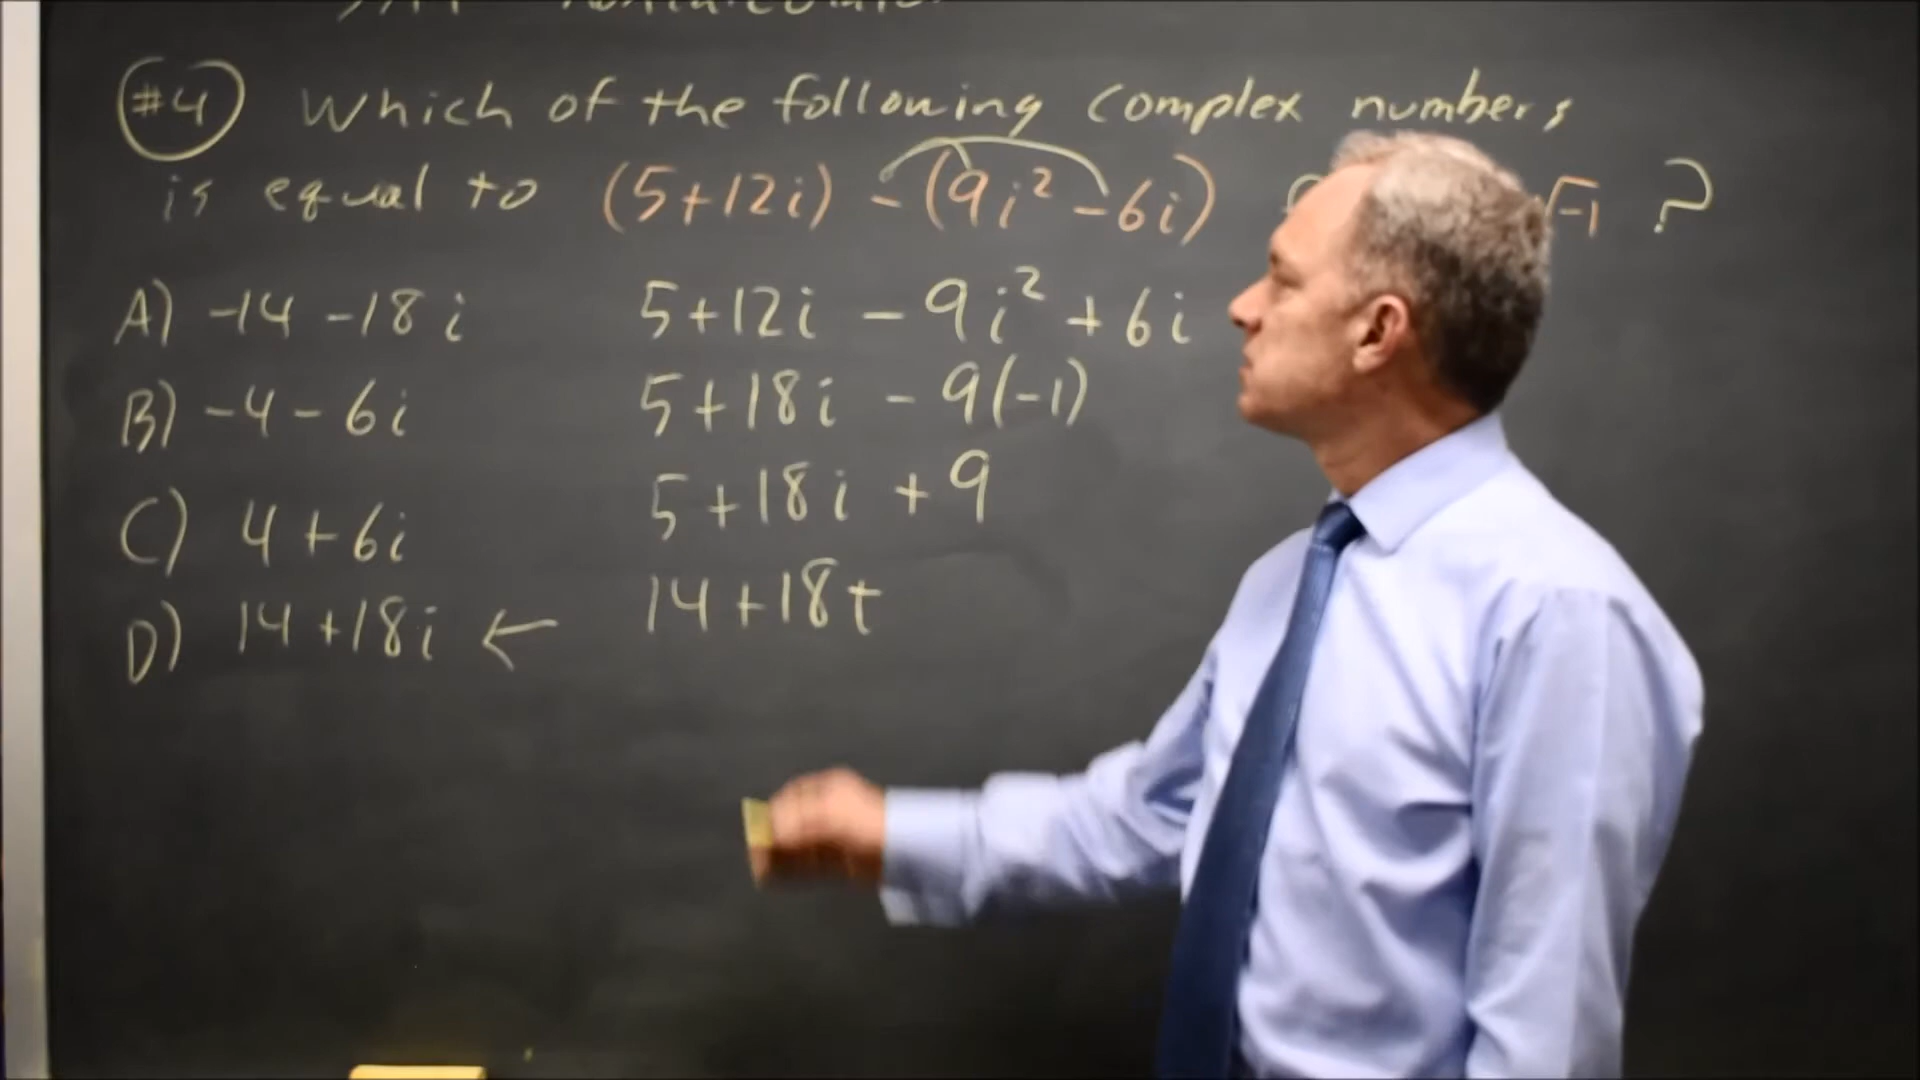 #4 Which of the following complex numbers
is equal to (5+12i) - (9i² - 6i) √-1 ?
A) -14 - 18i
5+12i - 9i² + 6i
B) -4 - 6i
5+18i - 9(-1)
C) 4 + 6i
5+18i + 9
D) 14 + 18i ←
14 + 18t